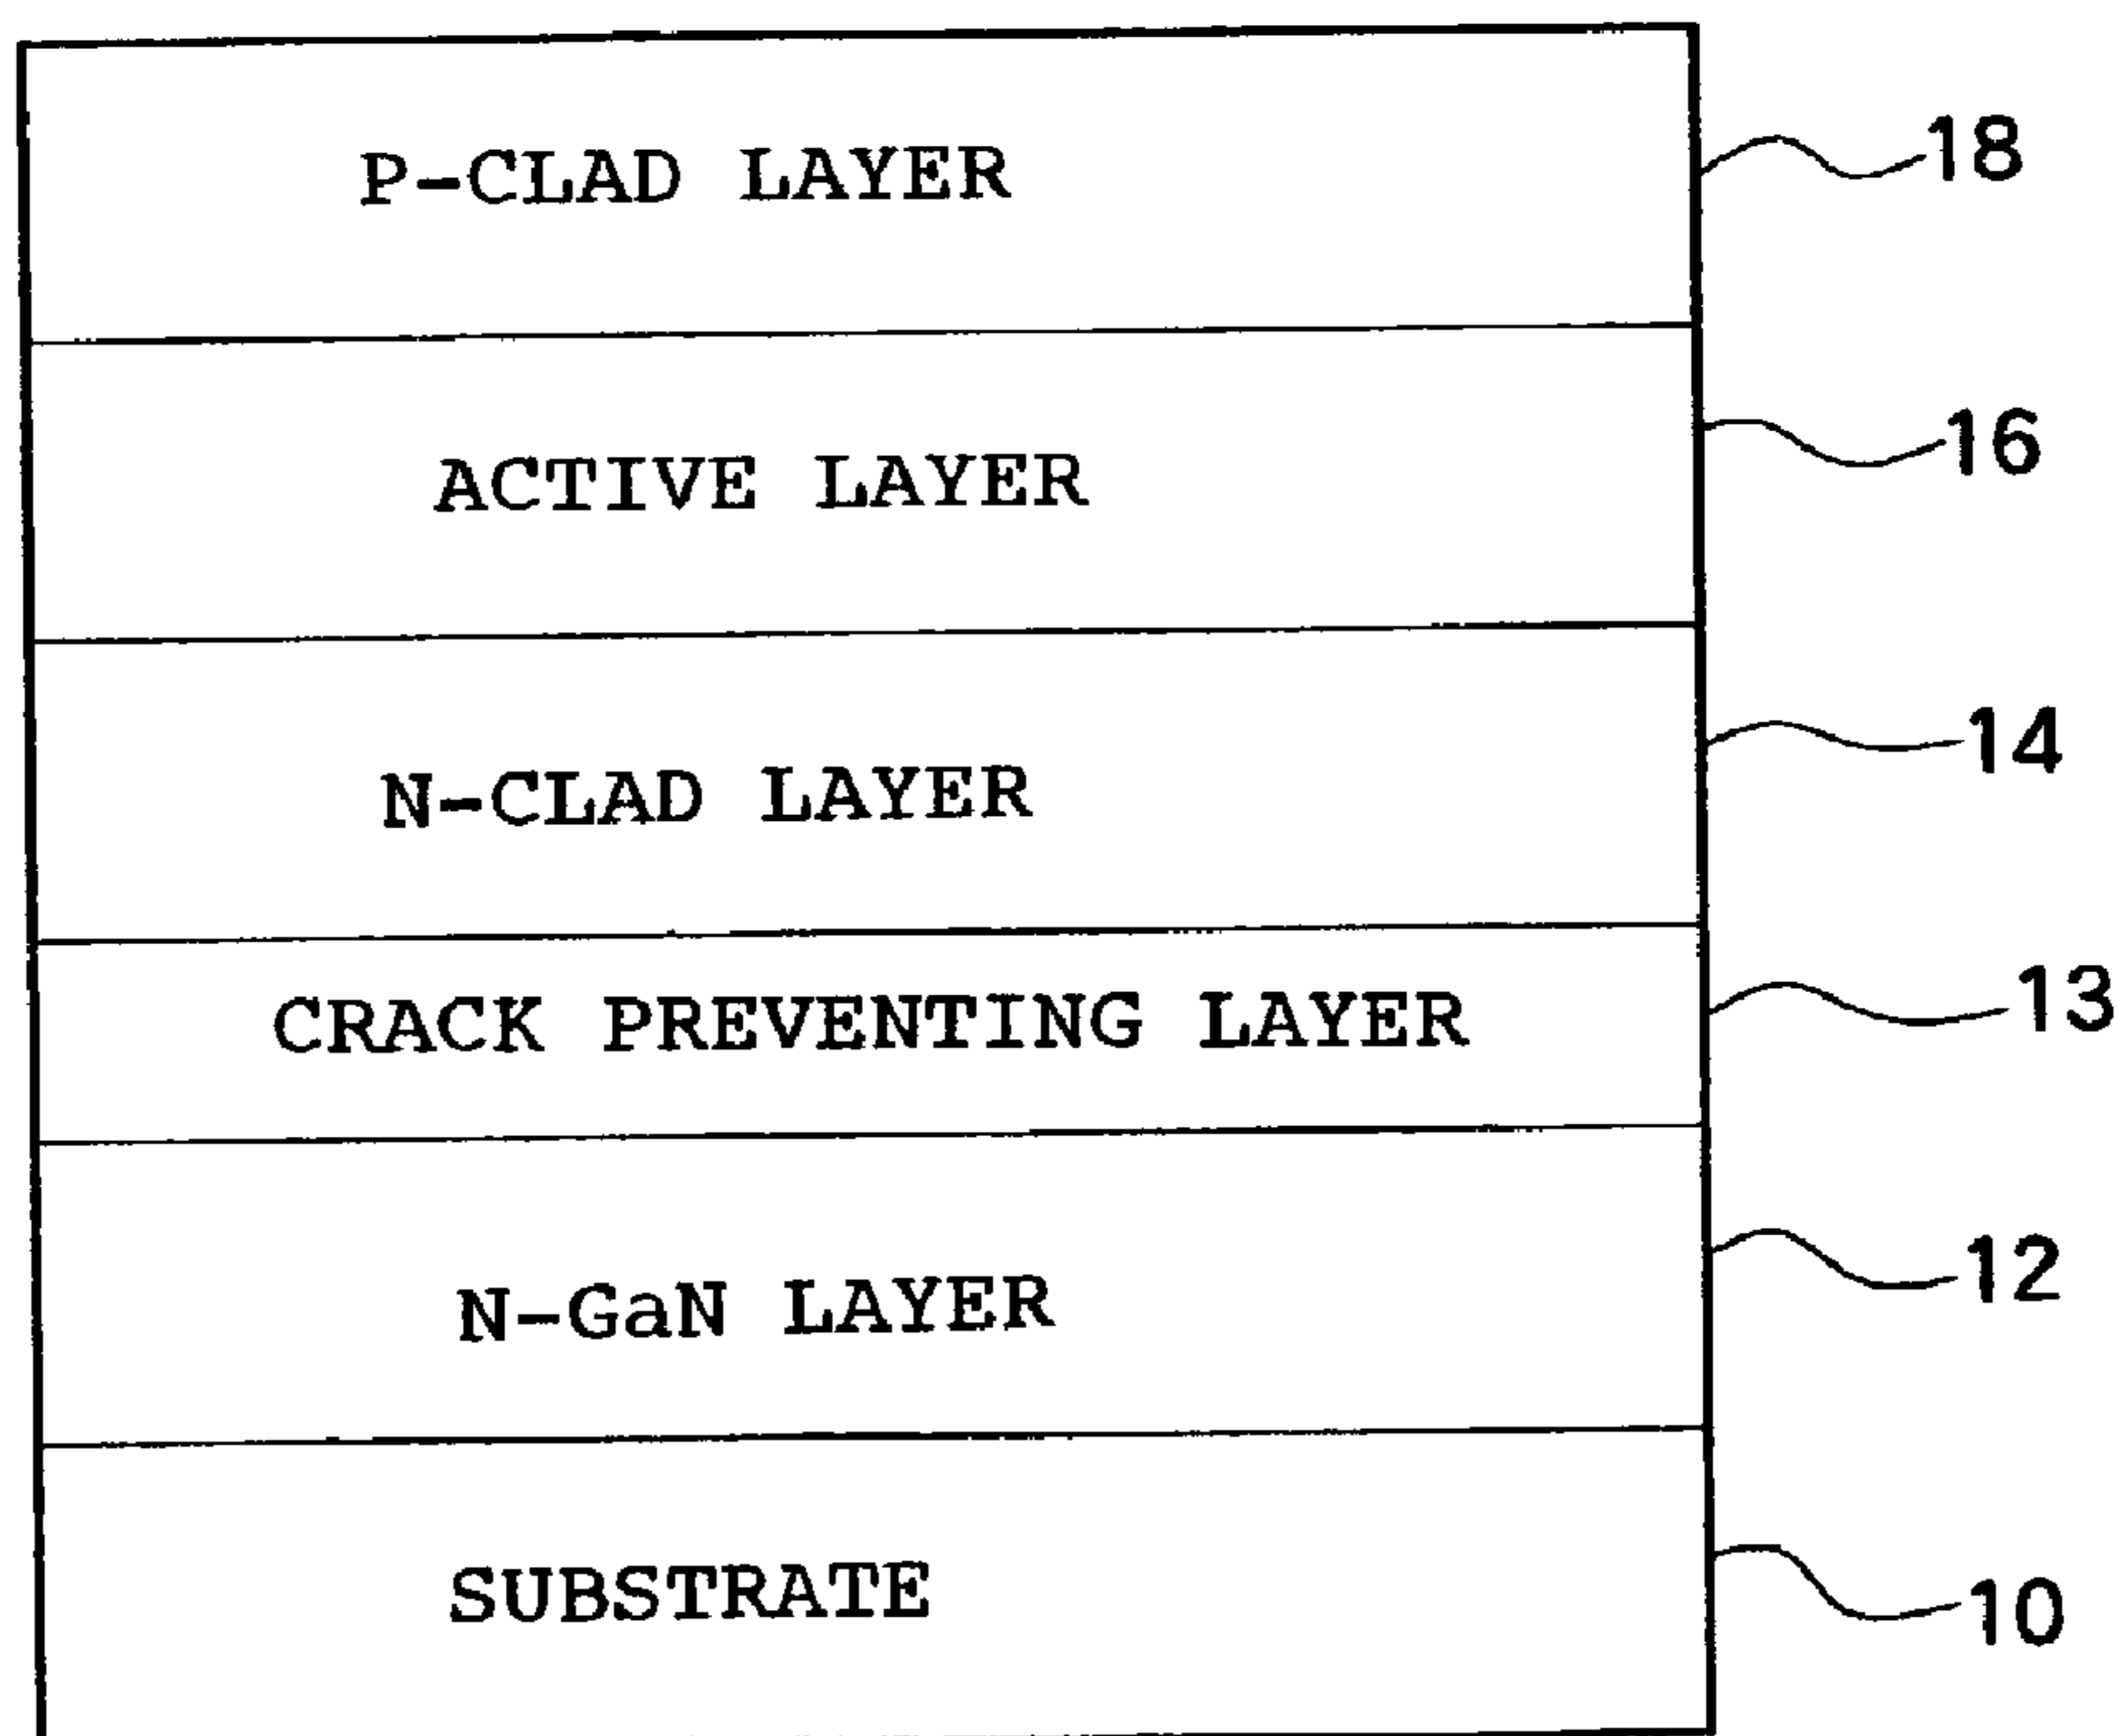 P-CLAD LAYER 18
ACTIVE LAYER 16
N-CLAD LAYER 14
CRACK PREVENTING LAYER 13
N-GaN LAYER 12
SUBSTRATE 10